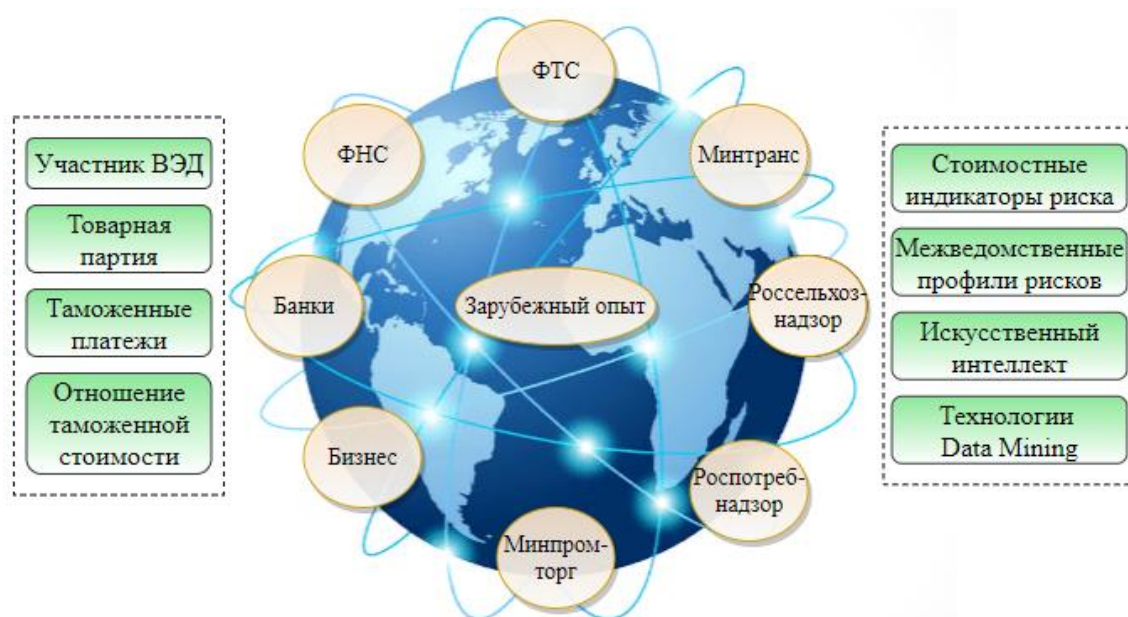 Участник ВЭД
Товарная
партия
Таможенные
платежи
Отношение
таможенной
стоимости
ФТС
ФНС
Минтранс
Банки
Зарубежный опыт
Россельхоз-
надзор
Бизнес
Роспотреб-
надзор
Минпром-
торг
Стоимостные
индикаторы риска
Межведомственные
профили рисков
Искусственный
интеллект
Технологии
Data Mining